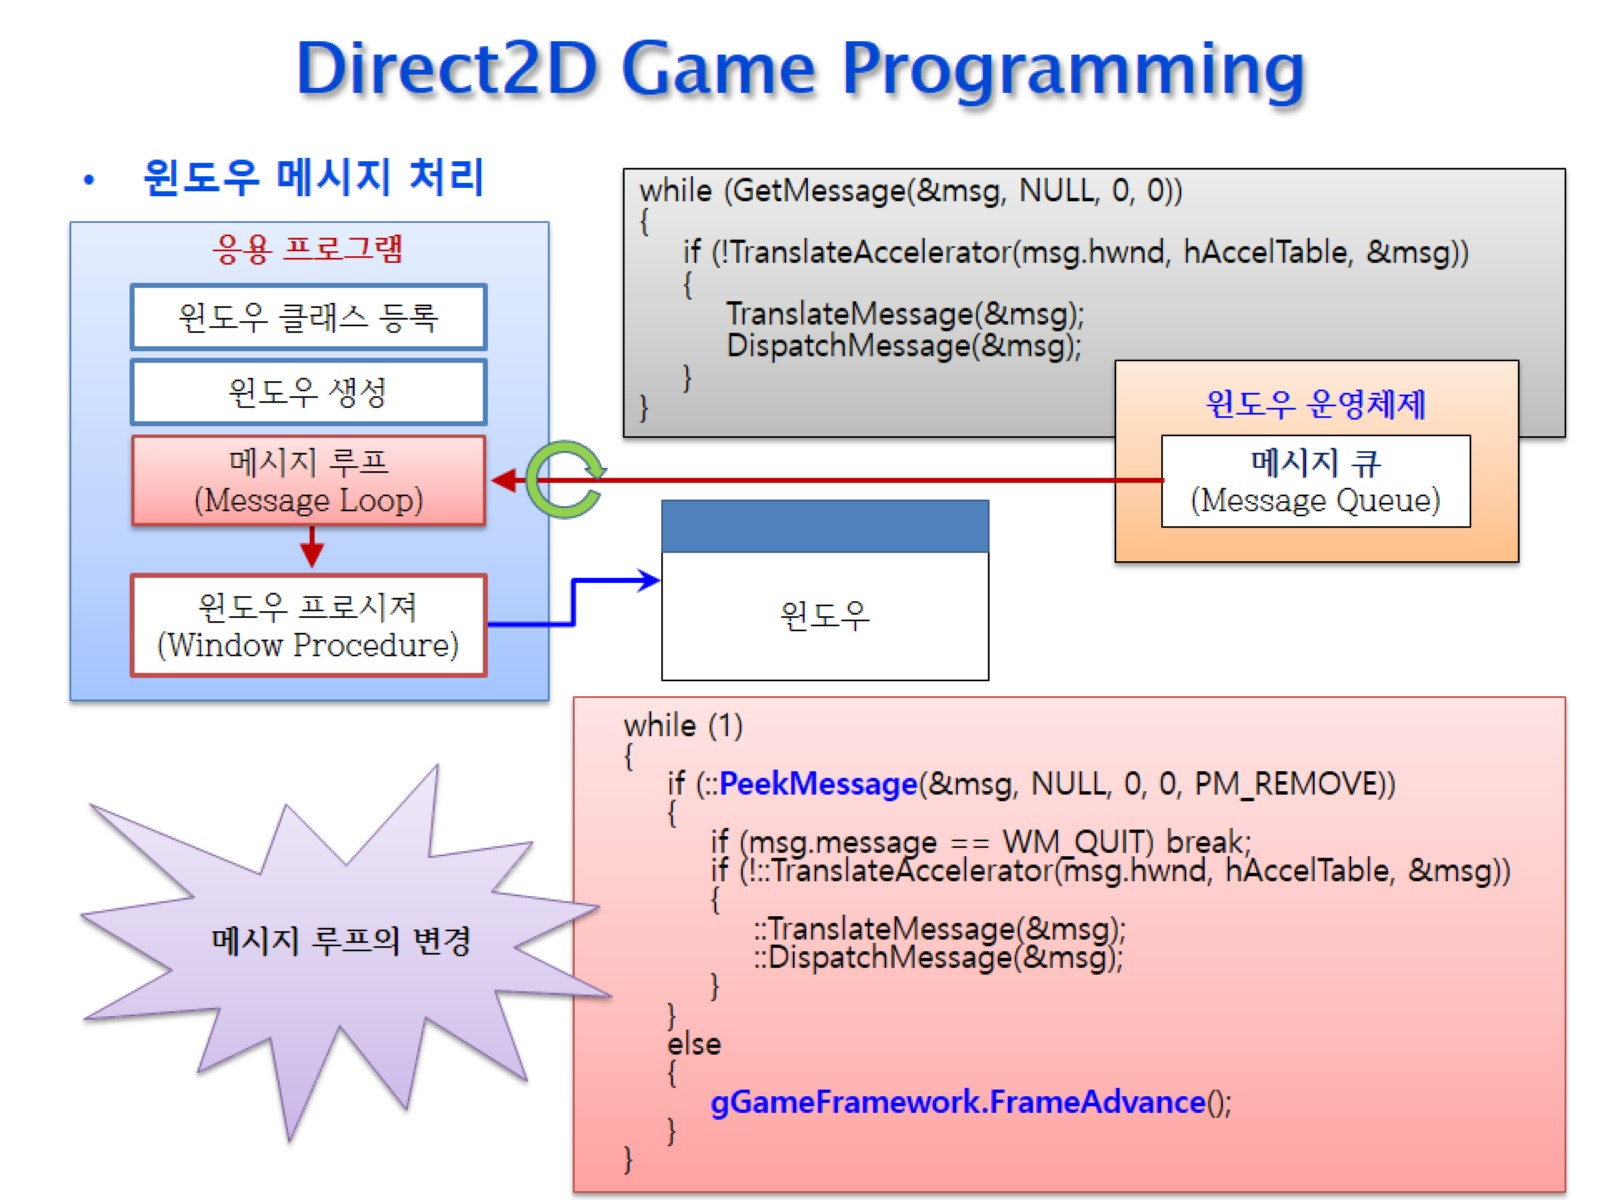 Direct2D Game Programming
• 윈도우 메시지 처리
응용 프로그램
윈도우 클래스 등록
윈도우 생성
메시지 루프
(Message Loop)
윈도우 프로시져
(Window Procedure)
while (GetMessage(&msg, NULL, 0, 0))
{
if (!TranslateAccelerator(msg.hwnd, hAccelTable, &msg))
{
TranslateMessage(&msg);
DispatchMessage(&msg);
}
}
윈도우 운영체제
메시지 큐
(Message Queue)
윈도우
메시지 루프의 변경
while (1)
{
if (::PeekMessage(&msg, NULL, 0, 0, PM_REMOVE))
{
if (msg.message == WM_QUIT) break;
if (!::TranslateAccelerator(msg.hwnd, hAccelTable, &msg))
{
::TranslateMessage(&msg);
::DispatchMessage(&msg);
}
}
else
{
gGameFramework.FrameAdvance();
}
}